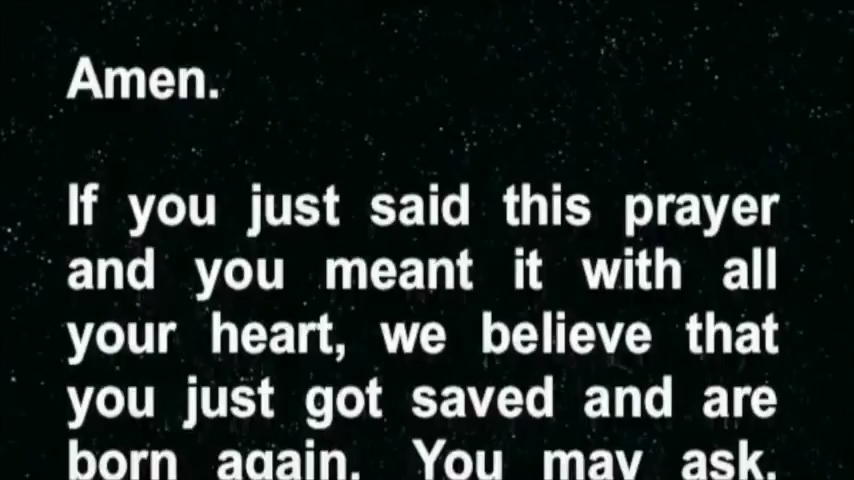 Amen.
If you just said this prayer
and you meant it with all
your heart, we believe that
you just got saved and are
born again. You may ask,